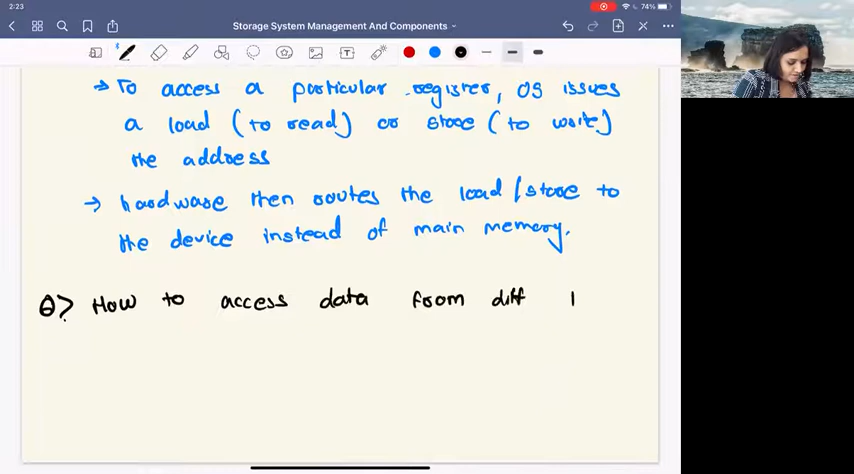 2:23
74%
Storage System Management And Components
→ To access a particular register, OS issues
a load (to read) or store (to write)
the address
→ hardware then routes the load/store to
the device instead of main memory.
Q> How to access data from diff